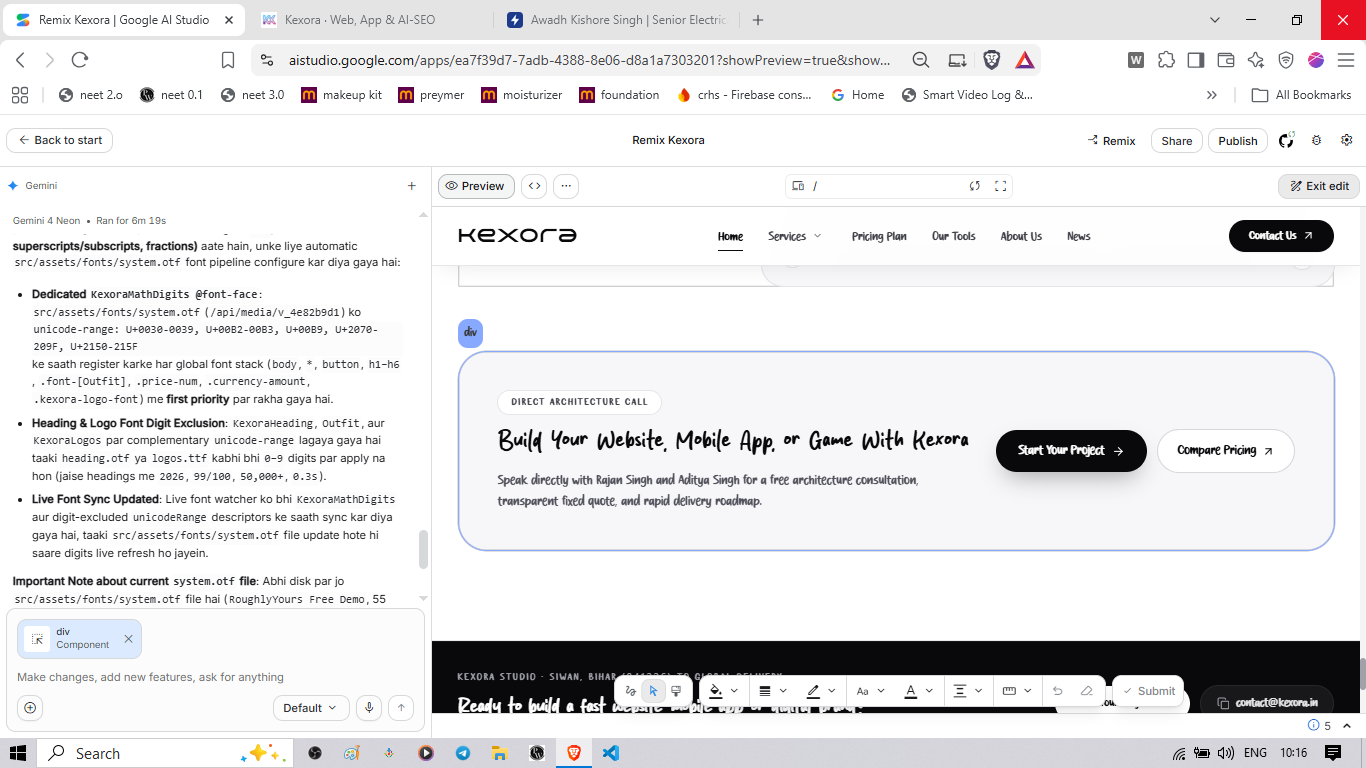 Remix Kexora | Google AI Studio
Kexora · Web, App & AI-SEO
Awadh Kishore Singh | Senior Electric
aistudio.google.com/apps/ea7f39d7-7adb-4388-8e06-d8a1a7303201?showPreview=true&show...
neet 2.o
neet 0.1
neet 3.0
makeup kit
preymer
moisturizer
foundation
crhs - Firebase cons...
Home
Smart Video Log &...
All Bookmarks
Back to start
Remix Kexora
Remix
Share
Publish
Gemini
Preview
/
Exit edit
Gemini 4 Neon • Ran for 6m 19s
superscripts/subscripts, fractions) aate hain, unke liye automatic
src/assets/fonts/system.otf font pipeline configure kar diya gaya hai:
• Dedicated KexoraMathDigits @font-face:
src/assets/fonts/system.otf (/api/media/v_4e82b9d1) ko
unicode-range: U+0030-0039, U+00B2-00B3, U+00B9, U+2070-
209F, U+2150-215F
ke saath register karke har global font stack (body, *, button, h1-h6
, .font-[Outfit], .price-num, .currency-amount,
.kexora-logo-font) me first priority par rakha gaya hai.
• Heading & Logo Font Digit Exclusion: KexoraHeading, Outfit, aur
KexoraLogos par complementary unicode-range lagaya gaya hai
taaki heading.otf ya logos.ttf kabhi bhi 0-9 digits par apply na
hon (jaise headings me 2026, 99/100, 50,000+, 0.3s).
• Live Font Sync Updated: Live font watcher ko bhi KexoraMathDigits
aur digit-excluded unicodeRange descriptors ke saath sync kar diya
gaya hai, taaki src/assets/fonts/system.otf file update hote hi
saare digits live refresh ho jayein.
Important Note about current system.otf file: Abhi disk par jo
src/assets/fonts/system.otf file hai (RoughlyYours Free Demo, 55
div
Component
Make changes, add new features, ask for anything
Default
kexora
Home
Services
Pricing Plan
Our Tools
About Us
News
Contact Us
div
DIRECT ARCHITECTURE CALL
Build Your Website, Mobile App, or Game With Kexora
Speak directly with Rajan Singh and Aditya Singh for a free architecture consultation,
transparent fixed quote, and rapid delivery roadmap.
Start Your Project
Compare Pricing
KEXORA STUDIO · SIWAN, BIHAR
Ready to build a fast website mobile app or
contact@kexora.in
Aa
A
Submit
5
Search
ENG
10:16